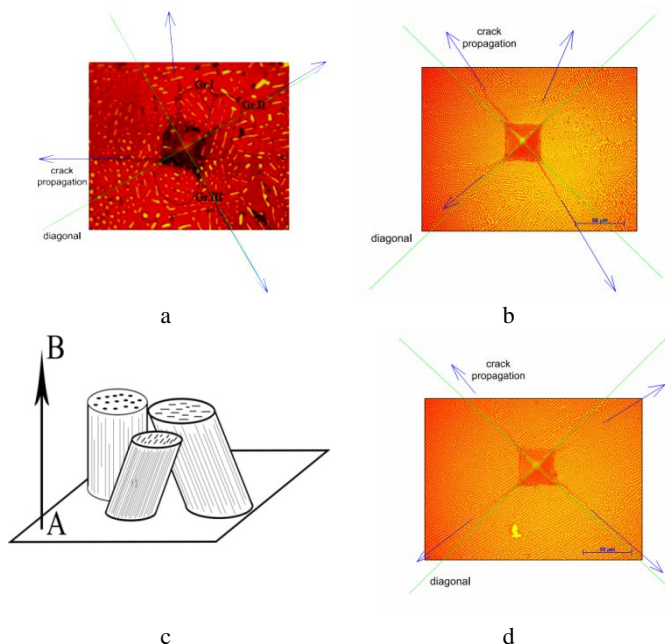 Gr.I
Gr.II
crack
propagation
Gr.III
diagonal
a
crack
propagation
50 µm
diagonal
b
B
A
c
crack
propagation
50 µm
diagonal
d